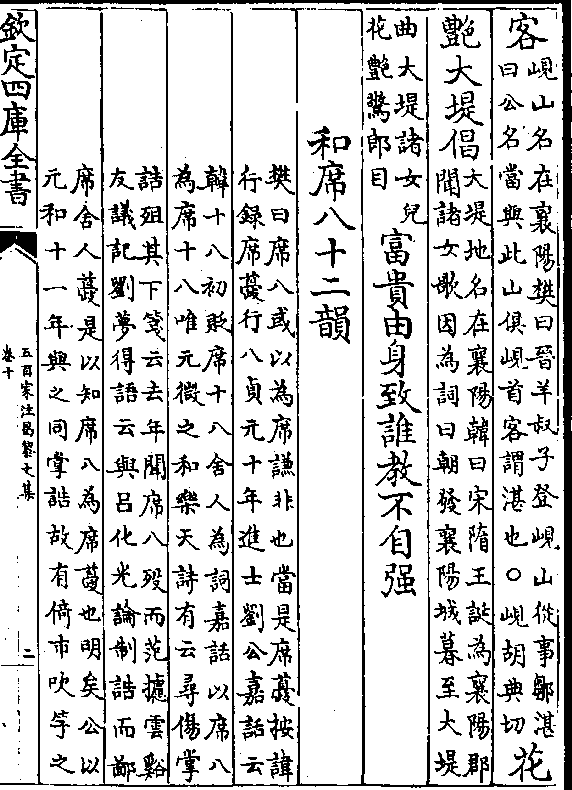 客峴山名在襄陽樊曰晉羊叔子登峴山從事鄒湛
曰公名當與此山俱峴首客謂湛也○峴胡典切花
艷大堤倡大堤地名在襄陽韓曰宋隋王誕為襄陽郡
聞諸女歌因為詞曰朝發襄陽城暮至大堤
曲大堤諸女兒
花艷驚郎目富貴由身致誰教不自强
和席八十二韻
樊曰席八或以為席謙非也當是席蘷按諱
行録席蘷行八貞元十年進士劉公嘉話云
韓十八初貶席十八舍人為詞嘉話以席八
為席十八唯元微之和樂天詩有云尋傷掌
誥殂其下箋云去年聞席八殁而范攄雲谿
友議記劉夢得語云與吕化光論制誥而鄙
席舍人蘷是以知席八為席蘷也明矣公以
元和十一年與之同掌誥故有倚市吹竽之
欽定四庫全書
五百家注昌黎文集
卷十
二